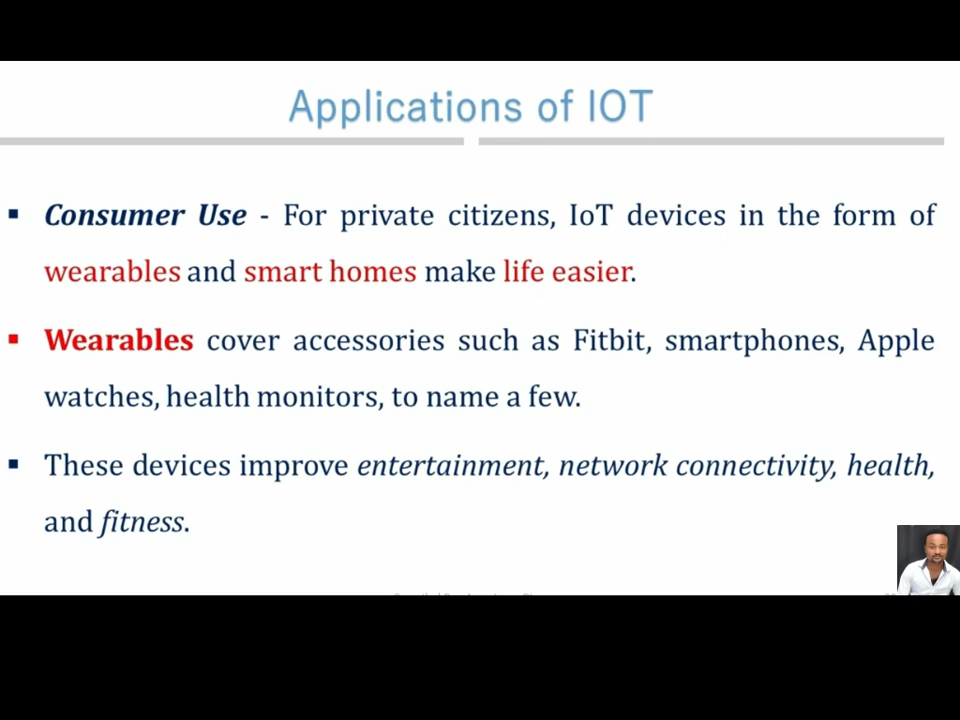 Applications of IOT
▪ Consumer Use - For private citizens, IoT devices in the form of
wearables and smart homes make life easier.
▪ Wearables cover accessories such as Fitbit, smartphones, Apple
watches, health monitors, to name a few.
▪ These devices improve entertainment, network connectivity, health,
and fitness.